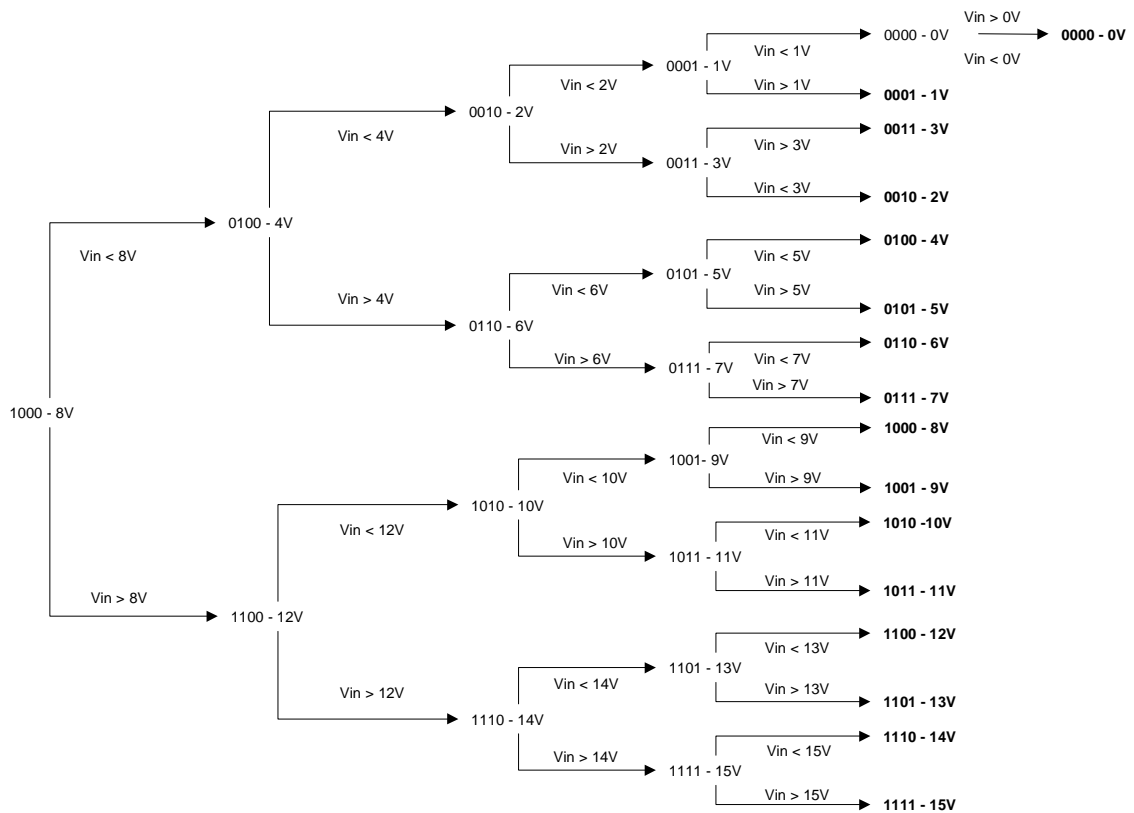 Vin > 0V
0000 - 0V
0000 - 0V
Vin < 1V
Vin < 0V
0001 - 1V
Vin < 2V
Vin > 1V
0001 - 1V
0010 - 2V
0011 - 3V
Vin < 4V
Vin > 2V
Vin > 3V
0011 - 3V
Vin < 3V
0010 - 2V
0100 - 4V
0100 - 4V
Vin < 8V
Vin < 5V
0101 - 5V
Vin < 6V
Vin > 5V
Vin > 4V
0101 - 5V
0110 - 6V
0110 - 6V
Vin > 6V
Vin < 7V
0111 - 7V
Vin > 7V
0111 - 7V
1000 - 8V
1000 - 8V
Vin < 9V
1001- 9V
Vin < 10V
Vin > 9V
1001 - 9V
1010 - 10V
1010 -10V
Vin < 12V
Vin < 11V
Vin > 10V
1011 - 11V
Vin > 11V
1011 - 11V
Vin > 8V
1100 - 12V
1100 - 12V
Vin < 13V
1101 - 13V
Vin < 14V
Vin > 13V
Vin > 12V
1101 - 13V
1110 - 14V
1110 - 14V
Vin > 14V
Vin < 15V
1111 - 15V
Vin > 15V
1111 - 15V